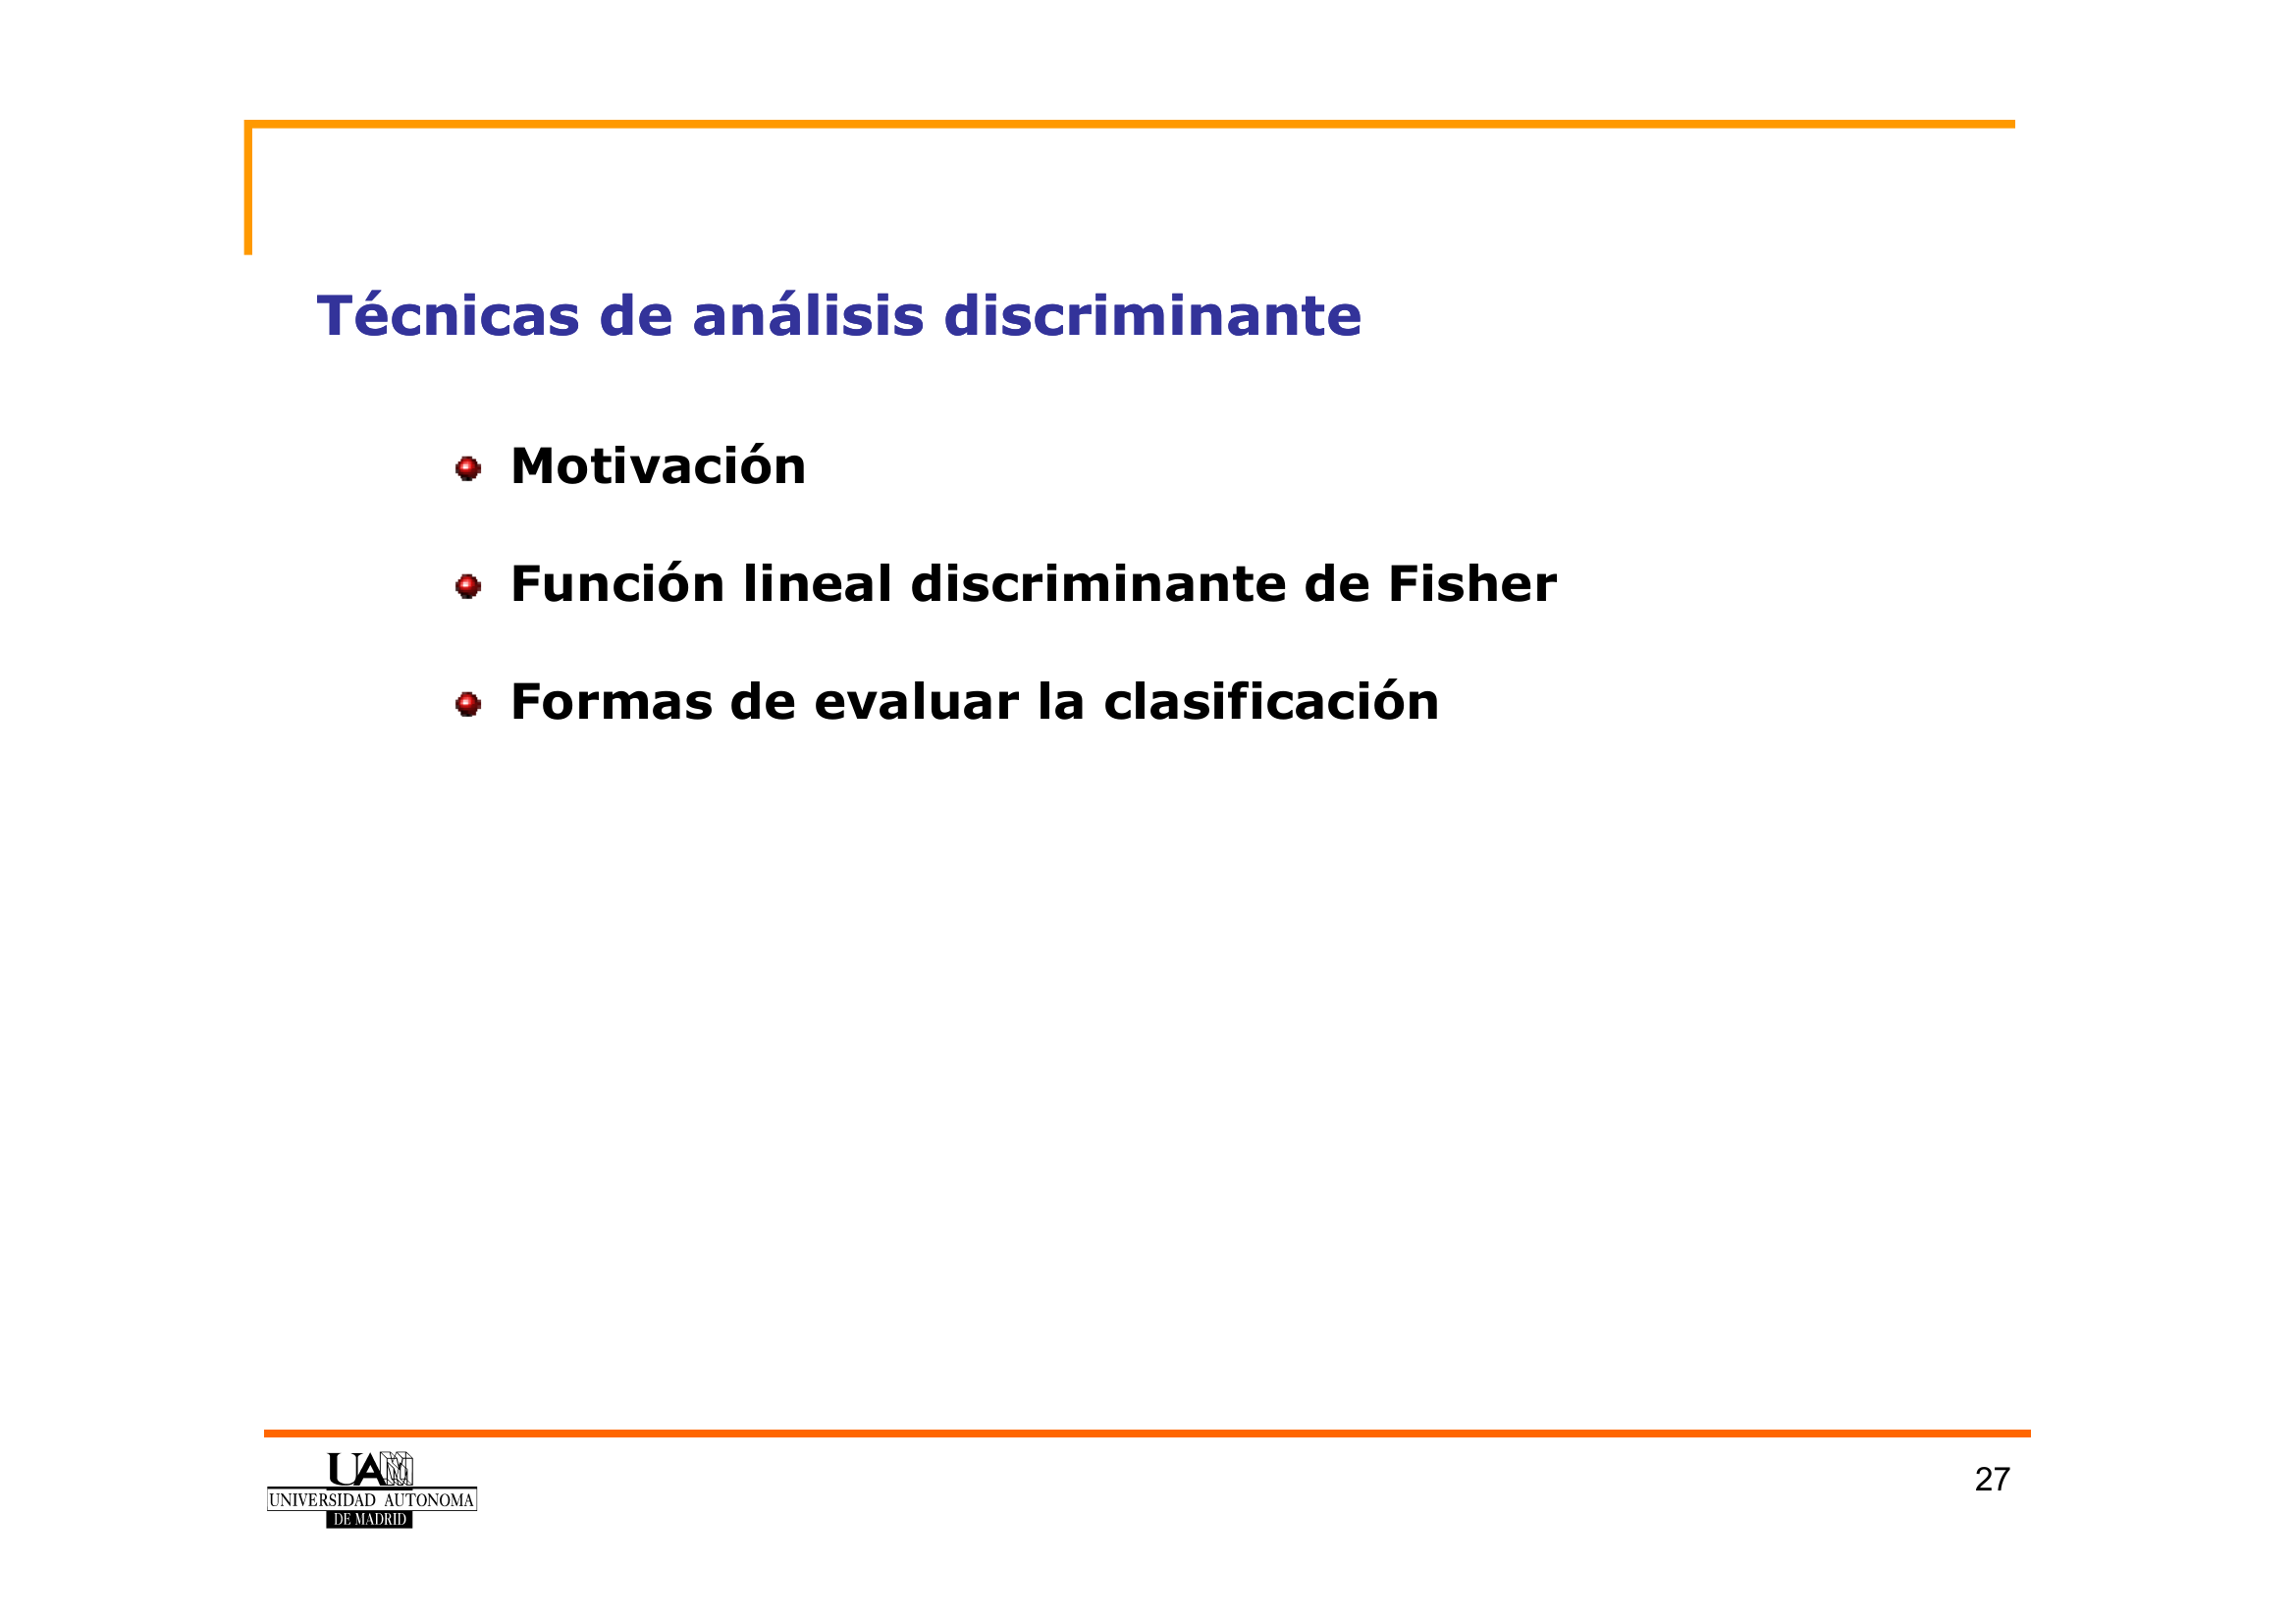 Técnicas de análisis discriminante
Motivación
Función lineal discriminante de Fisher
Formas de evaluar la clasificación
UAM
UNIVERSIDAD AUTONOMA
DE MADRID
27